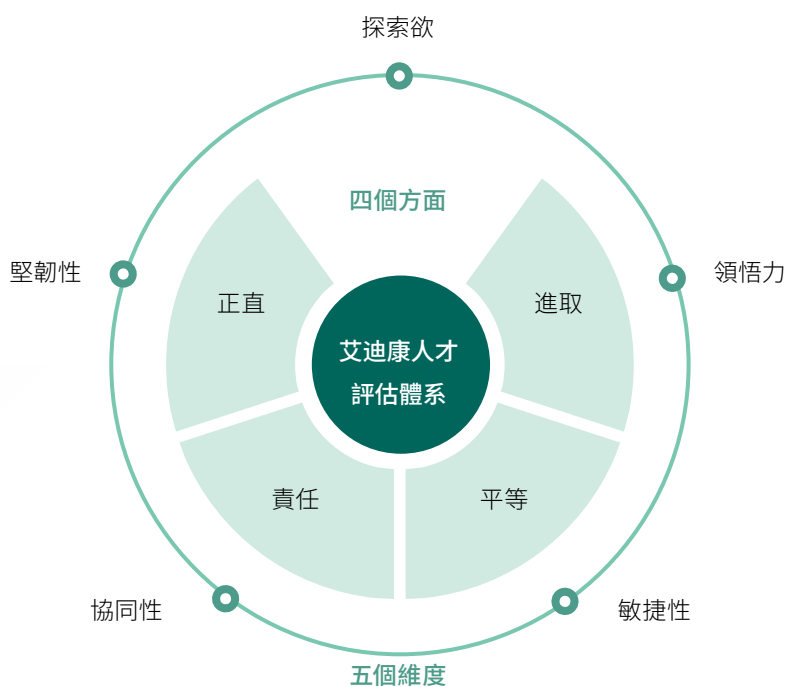 探索欲
四個方面
堅韌性
領悟力
正直
進取
艾迪康人才
評估體系
責任
平等
協同性
敏捷性
五個維度